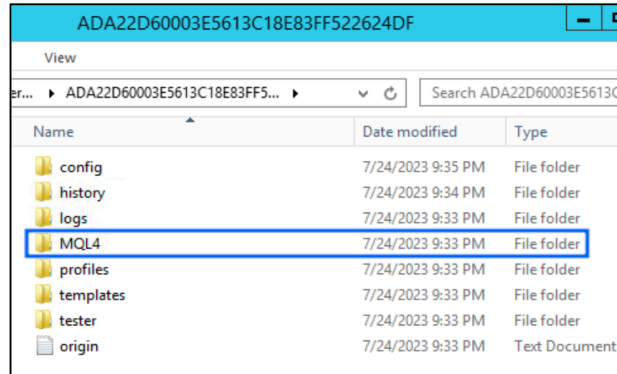 ADA22D60003E5613C18E83FF522624DF
View
er... ADA22D60003E5613C18E83FF5... Search ADA22D60003E5613C
Name Date modified Type
config 7/24/2023 9:35 PM File folder
history 7/24/2023 9:34 PM File folder
logs 7/24/2023 9:33 PM File folder
MQL4 7/24/2023 9:33 PM File folder
profiles 7/24/2023 9:33 PM File folder
templates 7/24/2023 9:33 PM File folder
tester 7/24/2023 9:33 PM File folder
origin 7/24/2023 9:33 PM Text Document